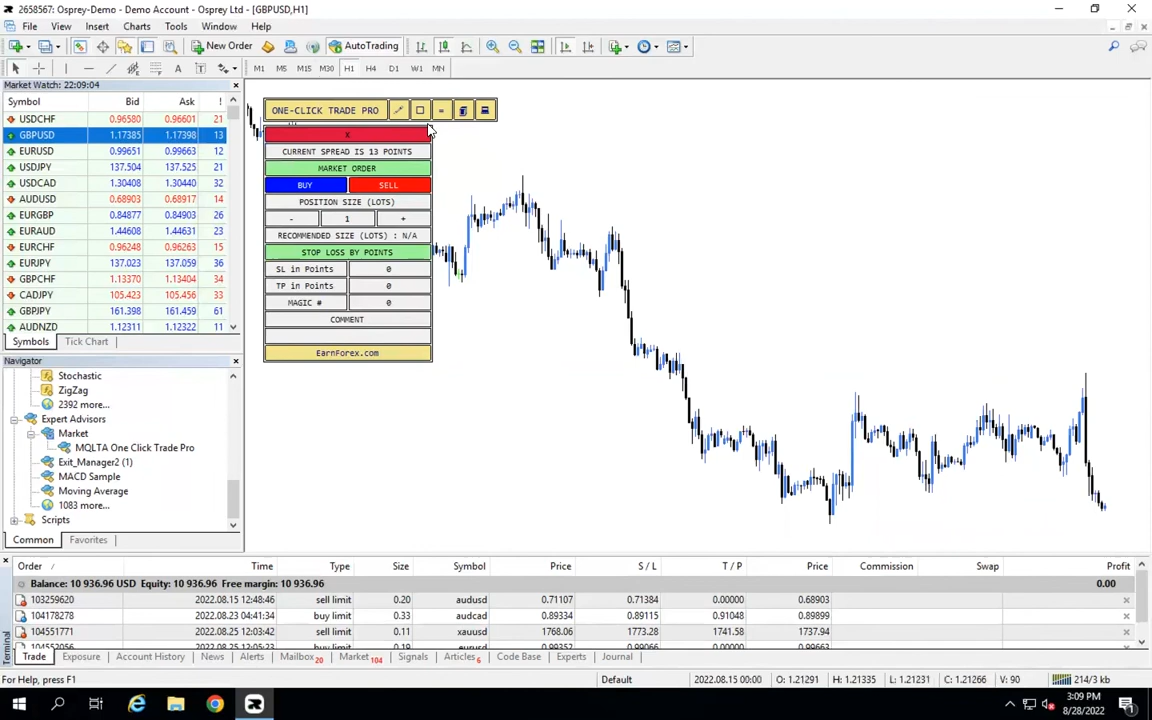 2658567: Osprey-Demo - Demo Account - Osprey Ltd - [GBPUSD,H1]
File View Insert Charts Tools Window Help
New Order AutoTrading
M1 M5 M15 M30 H1 H4 D1 W1 MN
Market Watch: 22:09:04
Symbol Bid Ask !
USDCHF 0.96580 0.96601 21
GBPUSD 1.17385 1.17398 13
EURUSD 0.99651 0.99663 12
USDJPY 137.504 137.525 21
USDCAD 1.30408 1.30440 32
AUDUSD 0.68903 0.68917 14
EURGBP 0.84877 0.84903 26
EURAUD 1.44608 1.44631 23
EURCHF 0.96248 0.96263 15
EURJPY 137.023 137.059 36
GBPCHF 1.13370 1.13404 34
CADJPY 105.423 105.456 33
GBPJPY 161.398 161.459 61
AUDNZD 1.12311 1.12322 11
Symbols Tick Chart
Navigator
Stochastic
ZigZag
2392 more...
Expert Advisors
Market
MQLTA One Click Trade Pro
Exit_Manager2 (1)
MACD Sample
Moving Average
1083 more...
Scripts
Common Favorites
ONE-CLICK TRADE PRO
X
CURRENT SPREAD IS 13 POINTS
MARKET ORDER
BUY SELL
POSITION SIZE (LOTS)
- 1 +
RECOMMENDED SIZE (LOTS) : N/A
STOP LOSS BY POINTS
SL in Points 0
TP in Points 0
MAGIC # 0
COMMENT
EarnForex.com
Order / Time Type Size Symbol Price S / L T / P Price Commission Swap Profit
Balance: 10 936.96 USD Equity: 10 936.96 Free margin: 10 936.96 0.00
103259620 2022.08.15 12:48:46 sell limit 0.20 audusd 0.71107 0.71384 0.00000 0.68903
104178278 2022.08.23 04:41:34 buy limit 0.33 audcad 0.89334 0.89115 0.91048 0.89899
104551771 2022.08.25 12:03:42 sell limit 0.11 xauusd 1768.06 1773.28 1741.58 1737.94
Terminal
Trade Exposure Account History News Alerts Mailbox 20 Market 104 Signals Articles 6 Code Base Experts Journal
For Help, press F1 Default 2022.08.15 00:00 O: 1.21291 H: 1.21335 L: 1.21231 C: 1.21266 V: 90 214/3 kb
3:09 PM
8/28/2022